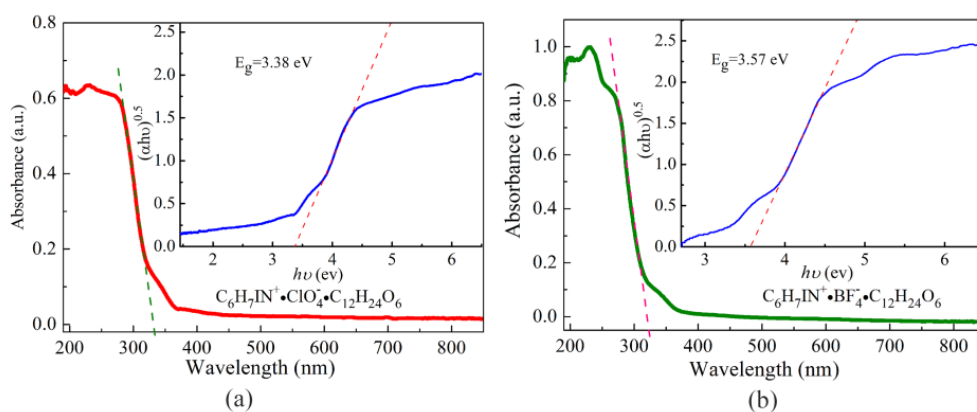 0.8
0.6
0.4
0.2
0.0
Absorbance (a.u.)
200 300 400 500 600 700 800
Wavelength (nm)
2.5
2.0
1.5
1.0
0.5
0.0
(αhυ)^0.5
2 3 4 5 6
hυ (ev)
E_g=3.38 eV
C₆H₇IN⁺•ClO₄⁻•C₁₂H₂₄O₆
(a)
1.0
0.8
0.6
0.4
0.2
0.0
Absorbance (a.u.)
200 300 400 500 600 700 800
Wavelength (nm)
2.5
2.0
1.5
1.0
0.5
0.0
(αhυ)^0.5
3 4 5 6
hυ (ev)
E_g=3.57 eV
C₆H₇IN⁺•BF₄⁻•C₁₂H₂₄O₆
(b)